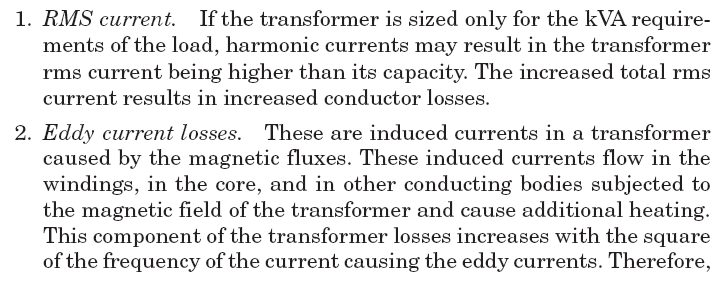 1. RMS current. If the transformer is sized only for the kVA require-
ments of the load, harmonic currents may result in the transformer
rms current being higher than its capacity. The increased total rms
current results in increased conductor losses.
2. Eddy current losses. These are induced currents in a transformer
caused by the magnetic fluxes. These induced currents flow in the
windings, in the core, and in other conducting bodies subjected to
the magnetic field of the transformer and cause additional heating.
This component of the transformer losses increases with the square
of the frequency of the current causing the eddy currents. Therefore,